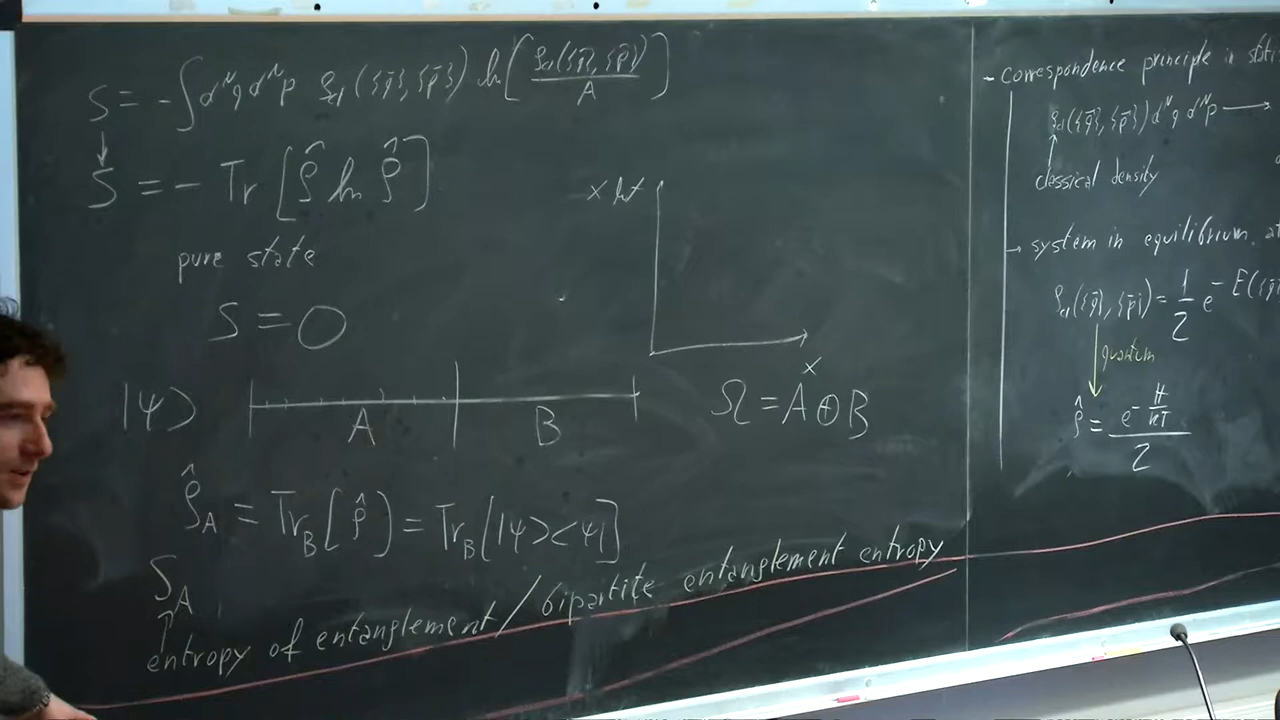 S = - ∫ d^N q d^N p ρ_cl({q̄}, {p̄}) ln [ ρ_cl({q̄}, {p̄}) / A ]
↓
S = - Tr [ ρ̂ ln ρ̂ ]
pure state
S = 0
|ψ> A B
Ω = A ⊕ B
ρ̂_A = Tr_B [ ρ̂ ] = Tr_B [ |ψ><ψ| ]
S_A
↑
entropy of entanglement / bipartite entanglement entropy
x
- correspondence principle in
ρ_cl({q̄}, {p̄}) d^N q d^N p →
↑
classical density
→ system in equilibrium
ρ_cl({q̄}, {p̄}) = 1/Z e^-E({q̄}
↓ quantum
ρ̂ = e^-H/kT / Z